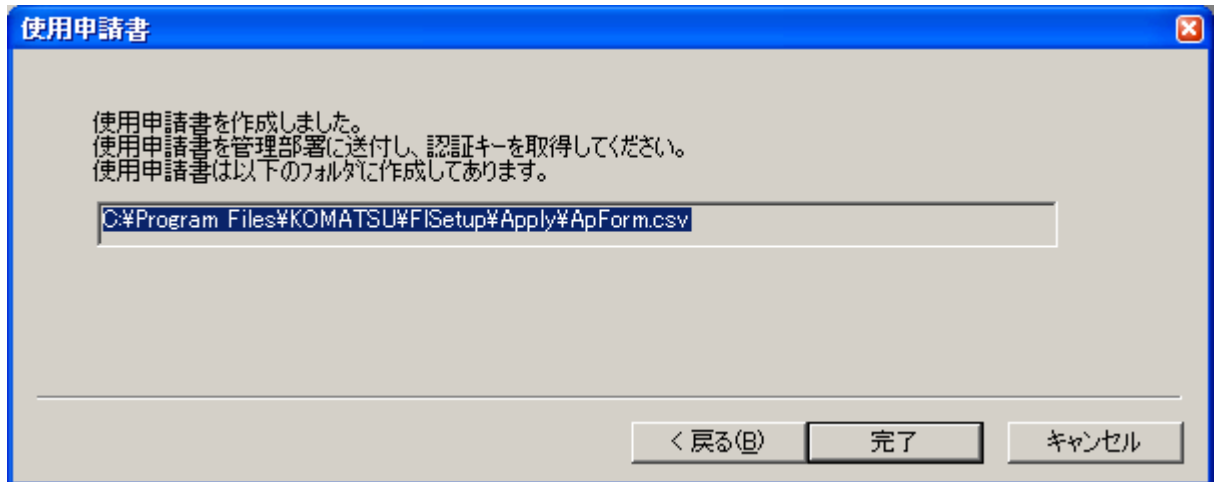 使用申請書
使用申請書を作成しました。
使用申請書を管理部署に送付し、認証キーを取得してください。
使用申請書は以下のフォルダに作成してあります。
C:¥Program Files¥KOMATSU¥FISetup¥Apply¥ApForm.csv
< 戻る(B) 完了 キャンセル